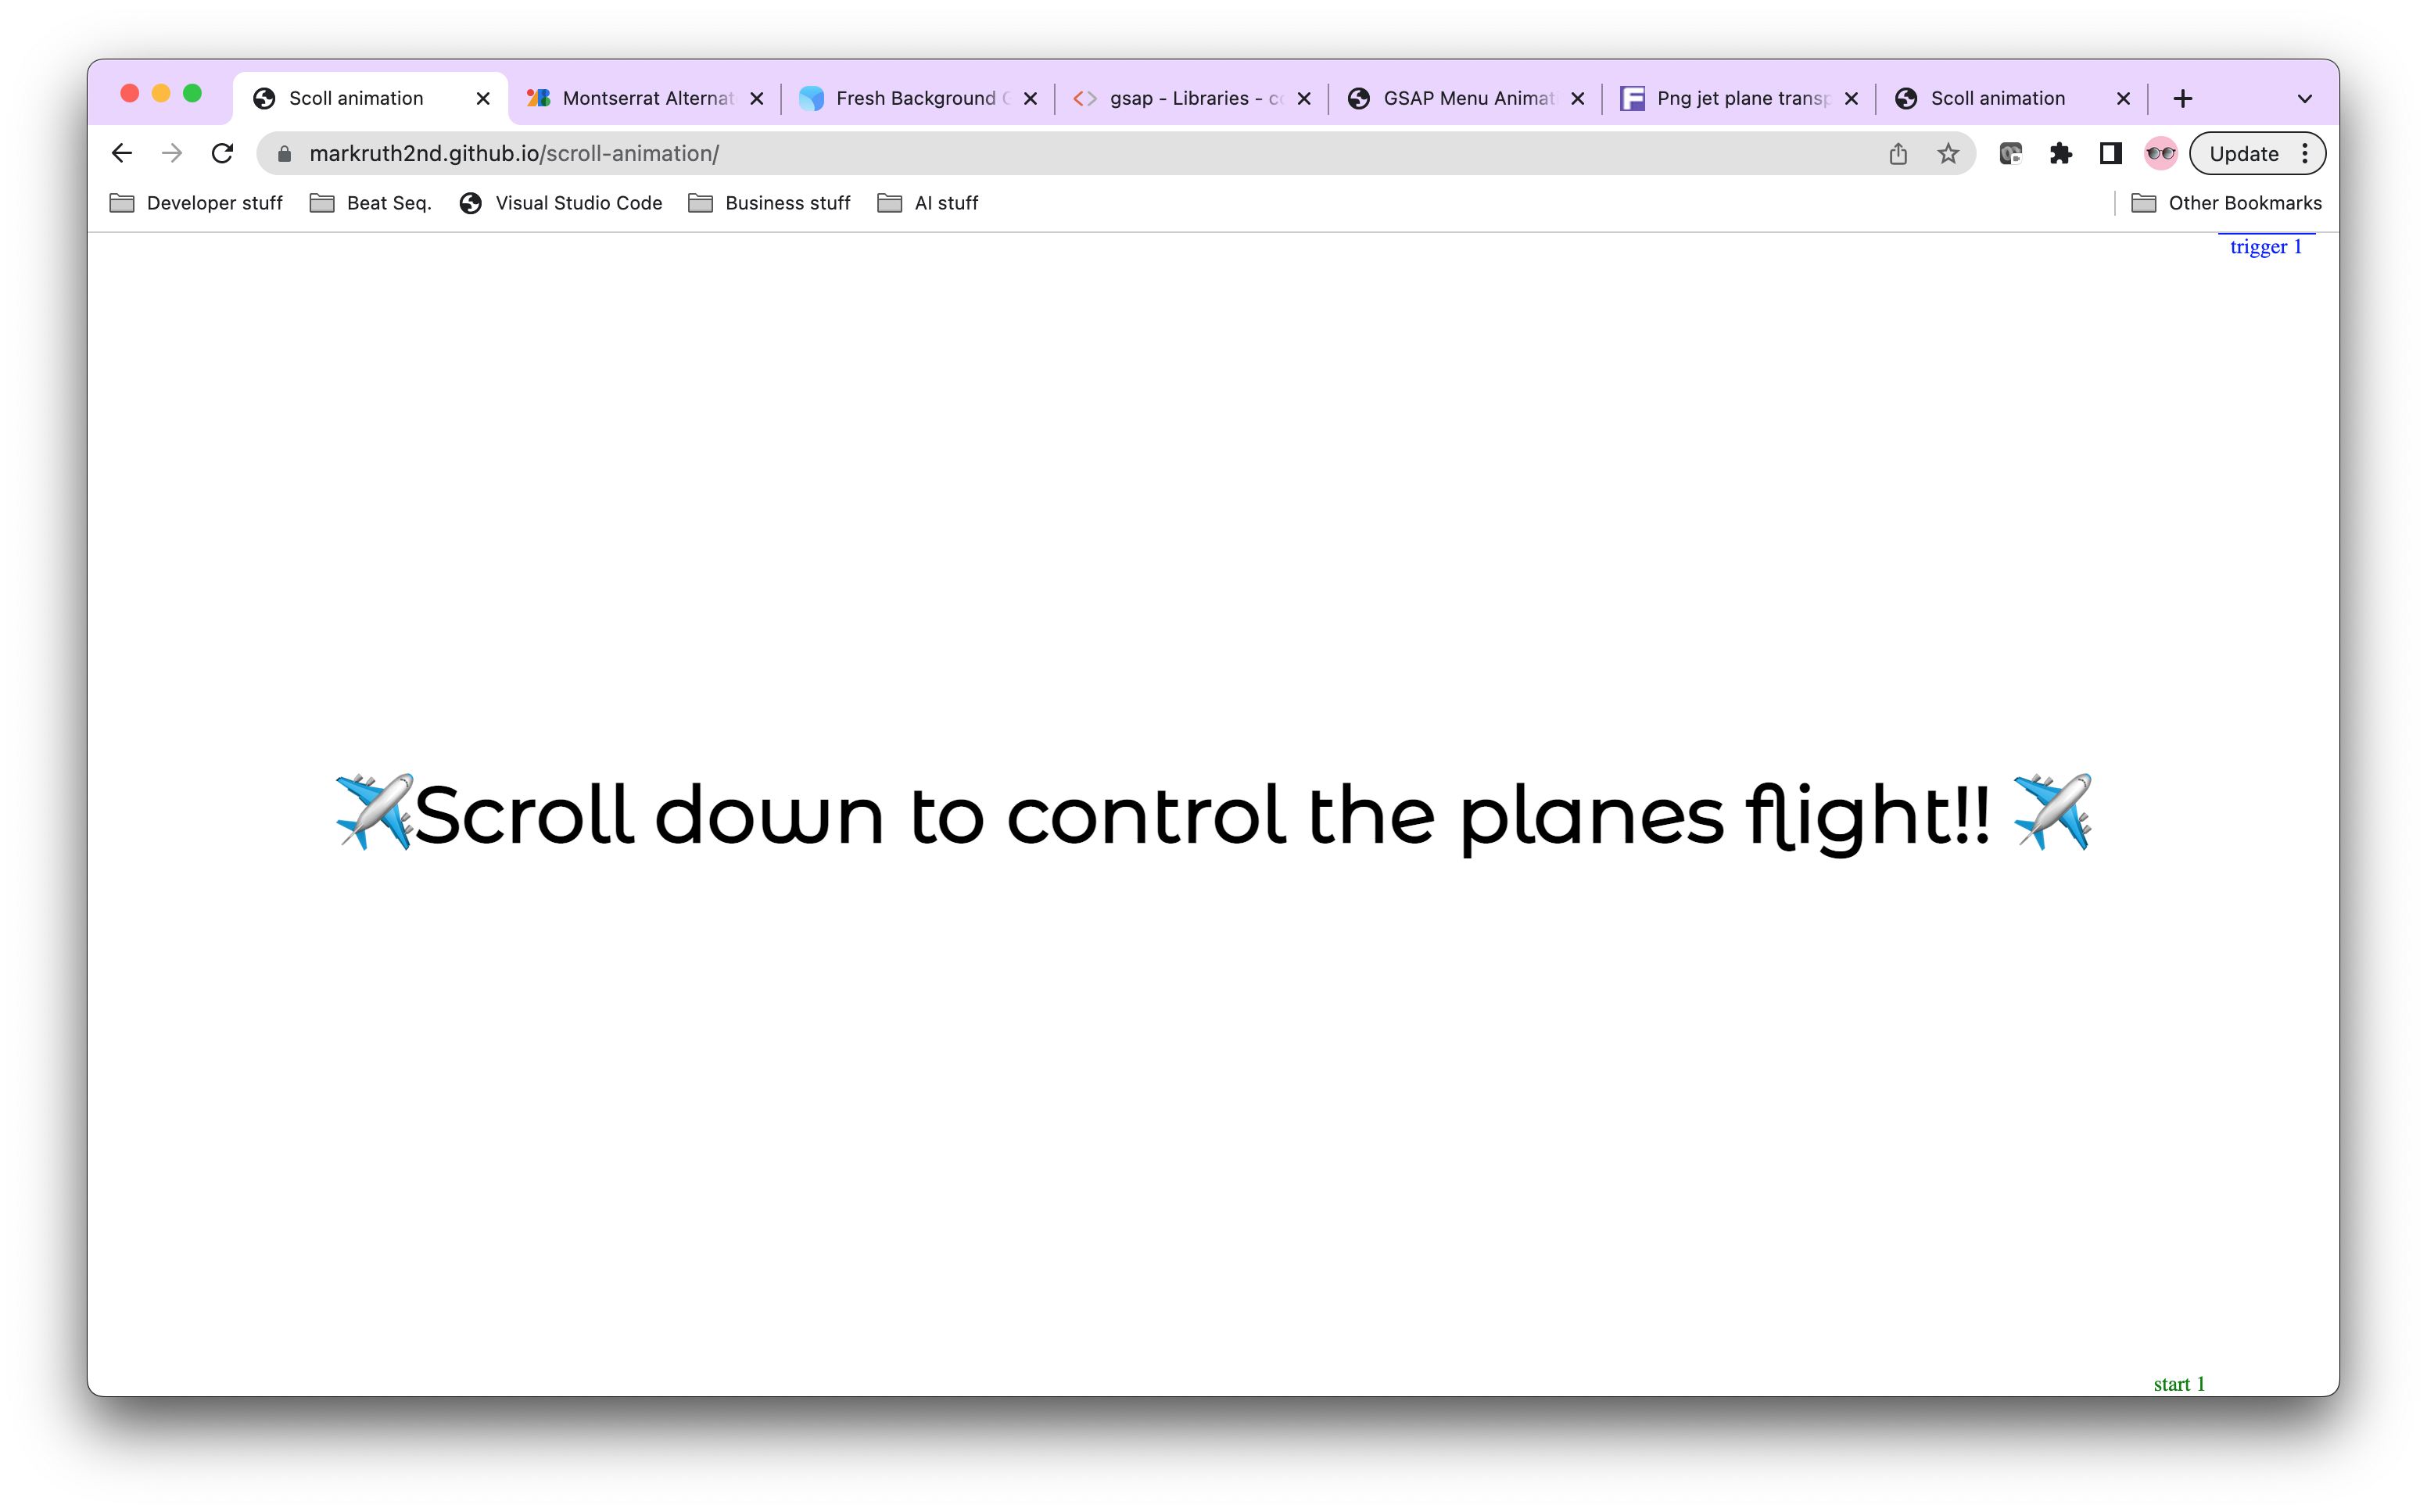 Scoll animation
Montserrat Alternat
Fresh Background
gsap - Libraries - c
GSAP Menu Animat
Png jet plane transp
Scoll animation
markruth2nd.github.io/scroll-animation/
Update
Developer stuff
Beat Seq.
Visual Studio Code
Business stuff
AI stuff
Other Bookmarks
trigger 1
✈️Scroll down to control the planes flight!! ✈️
start 1